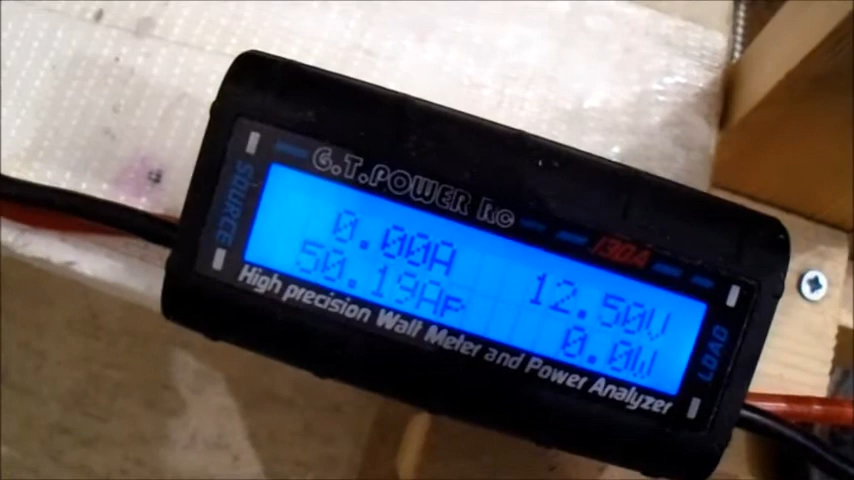 G.T.POWER RC
/130A
SOURCE
0.00A 12.50V
50.19Ap 0.0W
LOAD
High precision Watt Meter and Power Analyzer